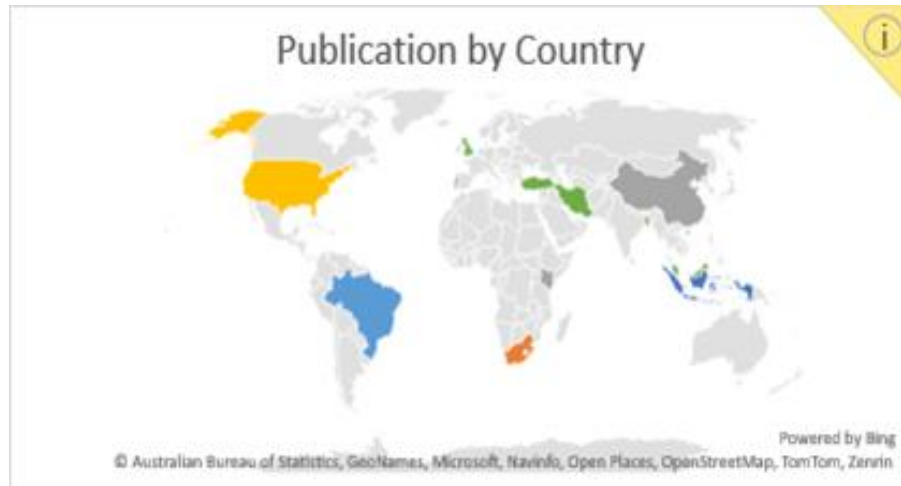 i
Publication by Country
Powered by Bing
© Australian Bureau of Statistics, GeoNames, Microsoft, Navinfo, Open Places, OpenStreetMap, TomTom, Zenrin